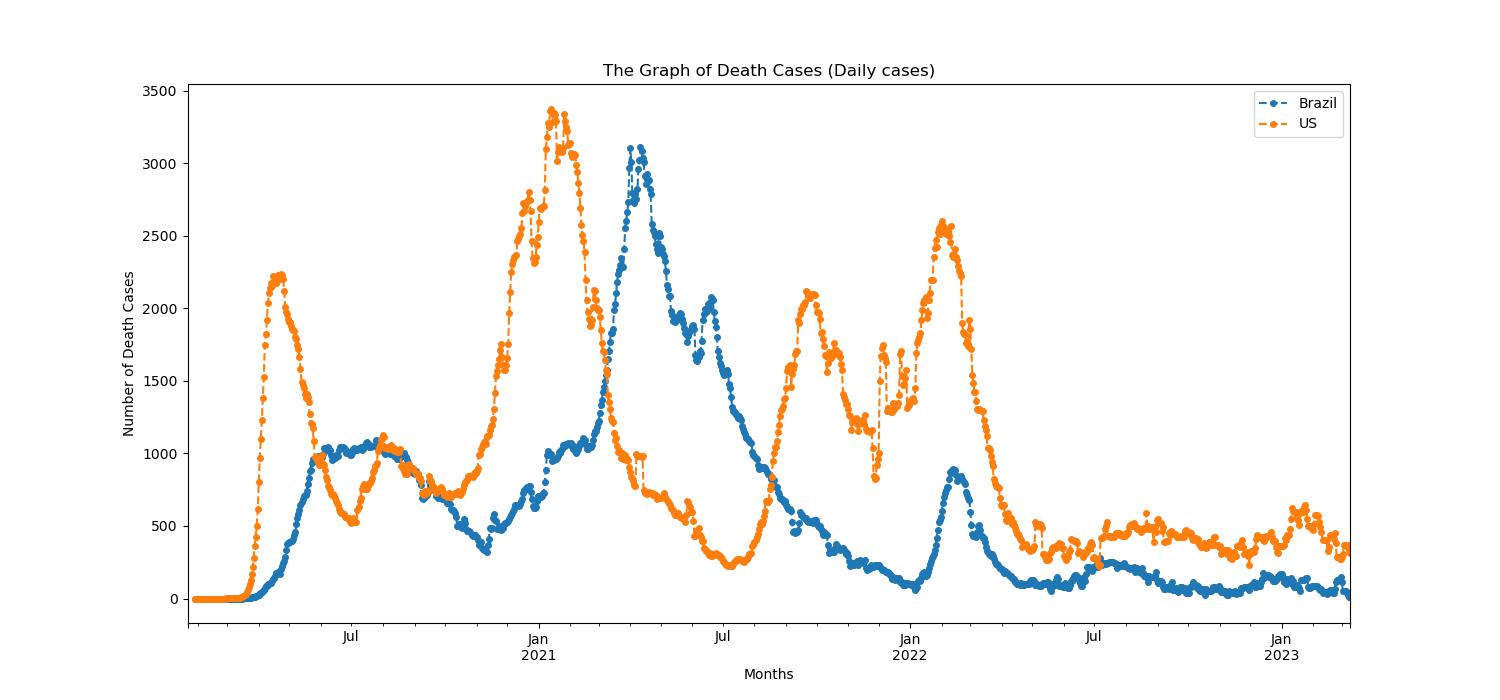 The Graph of Death Cases (Daily cases)
Brazil
US
Number of Death Cases
3500
3000
2500
2000
1500
1000
500
0
Jul
Jan
2021
Jul
Jan
2022
Jul
Jan
2023
Months